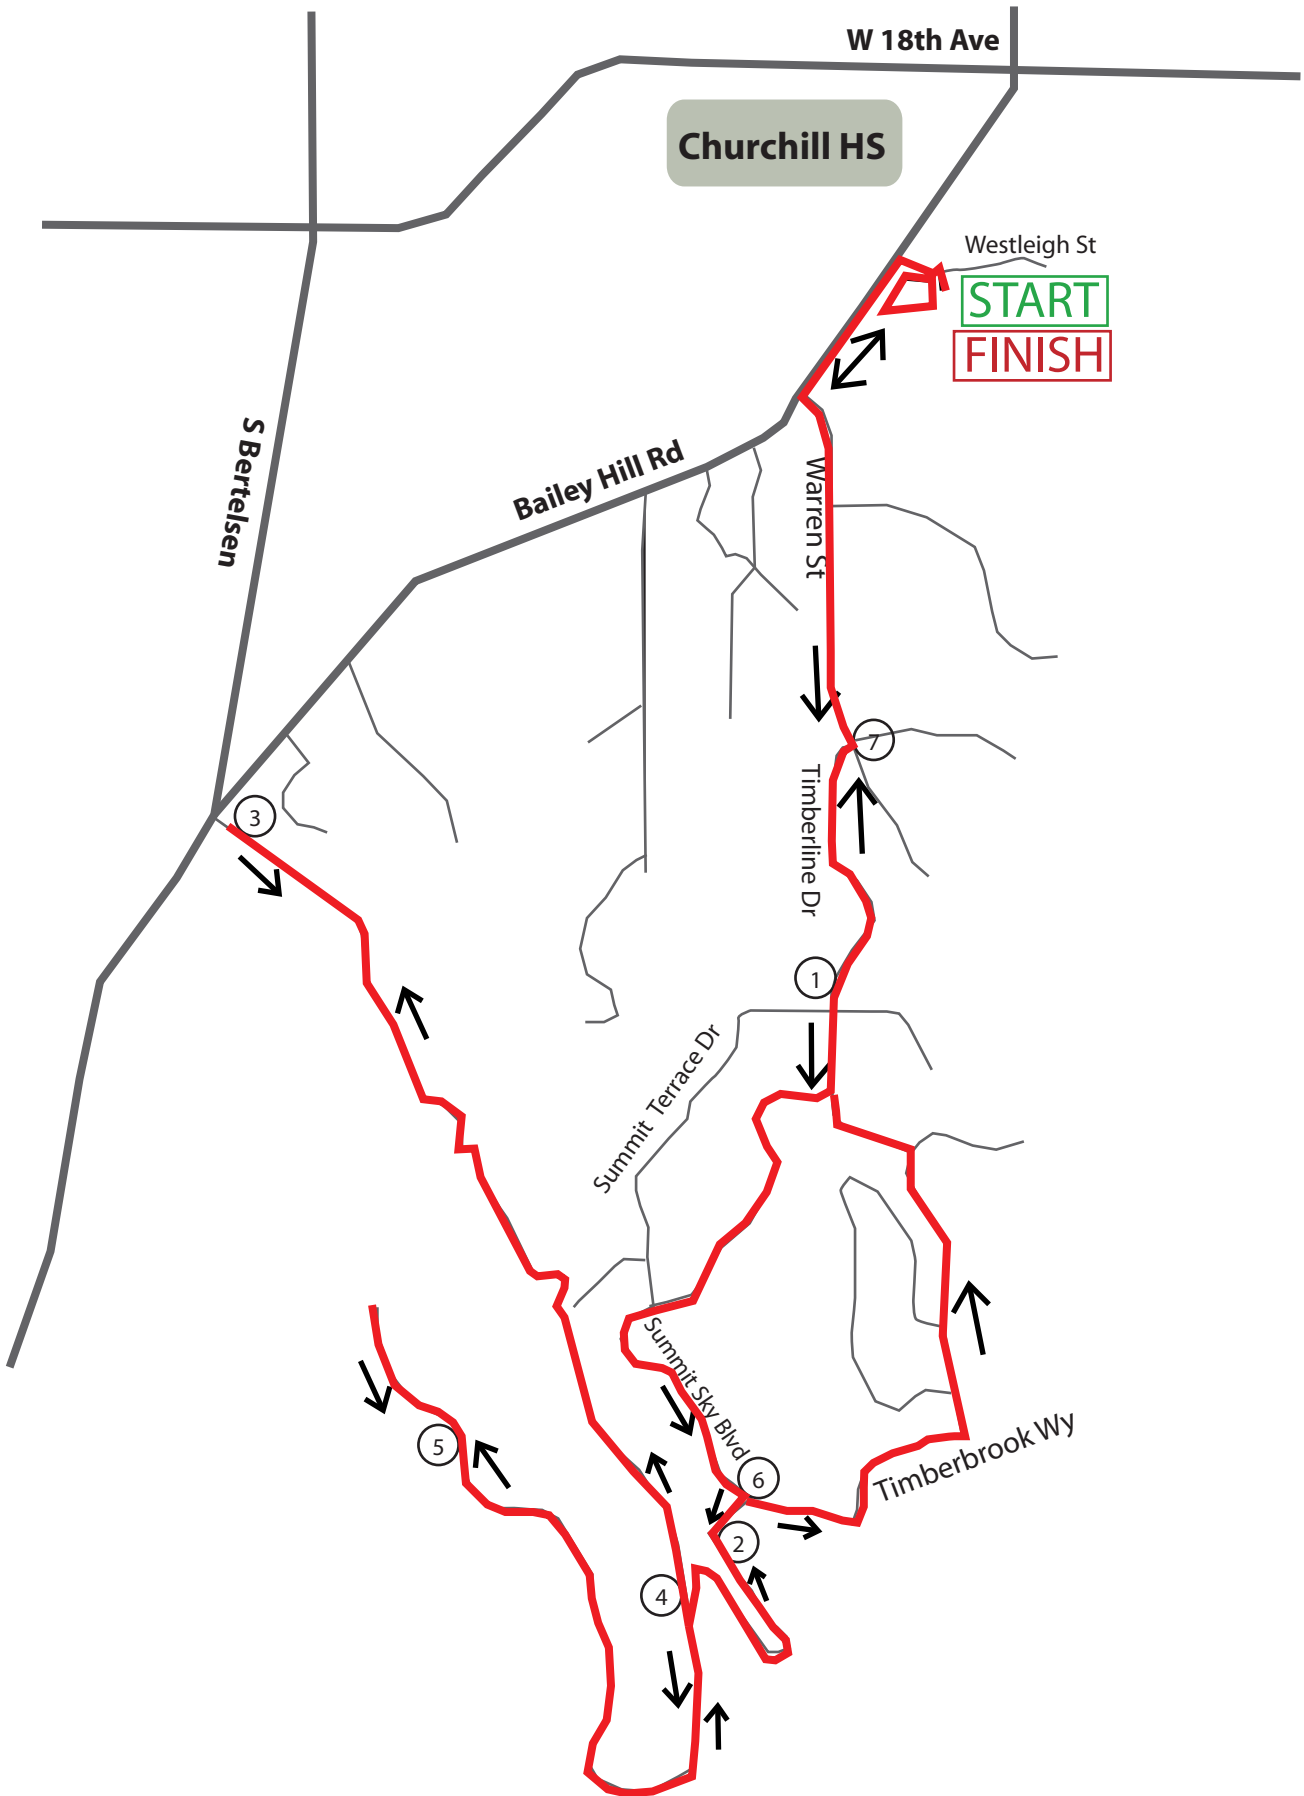 W 18th Ave
Churchill HS
Westleigh St
START
FINISH
S Bertelsen
Bailey Hill Rd
Warren St
7
Timberline Dr
3
1
Summit Terrace Dr
Summit Sky Blvd
5
6
Timberbrook Wy
2
4